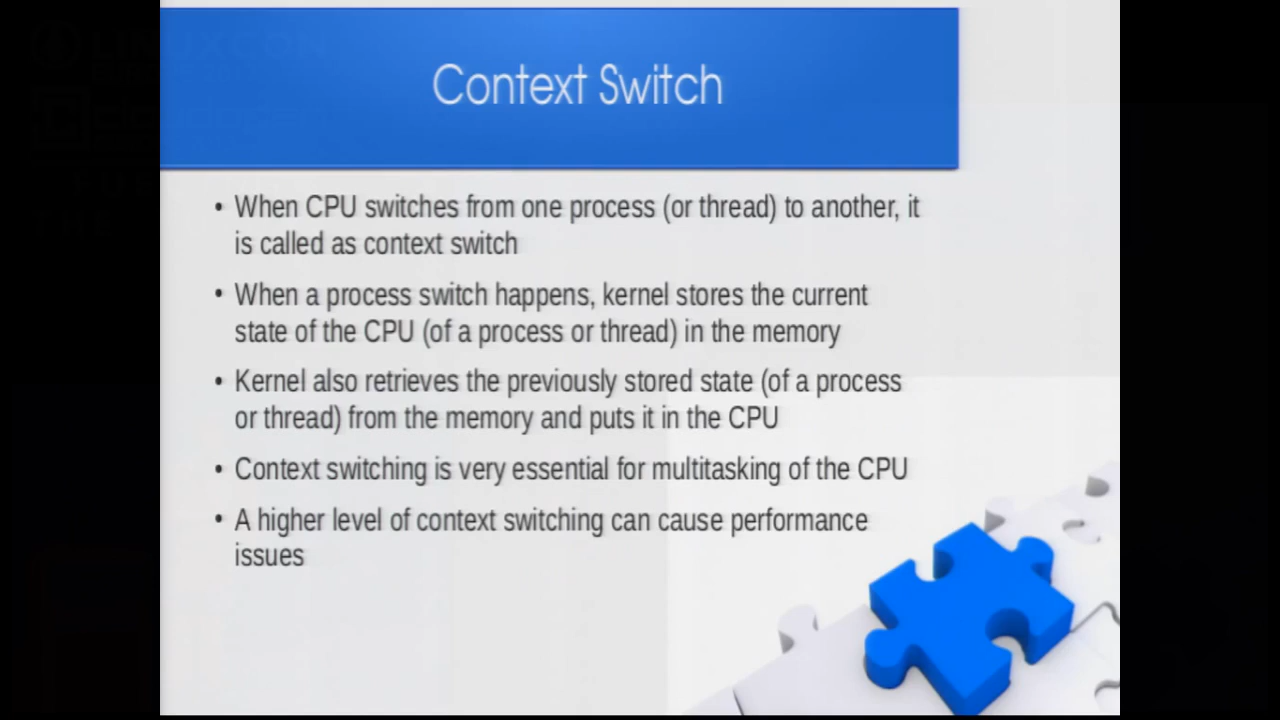 Context Switch
• When CPU switches from one process (or thread) to another, it
is called as context switch
• When a process switch happens, kernel stores the current
state of the CPU (of a process or thread) in the memory
• Kernel also retrieves the previously stored state (of a process
or thread) from the memory and puts it in the CPU
• Context switching is very essential for multitasking of the CPU
• A higher level of context switching can cause performance
issues